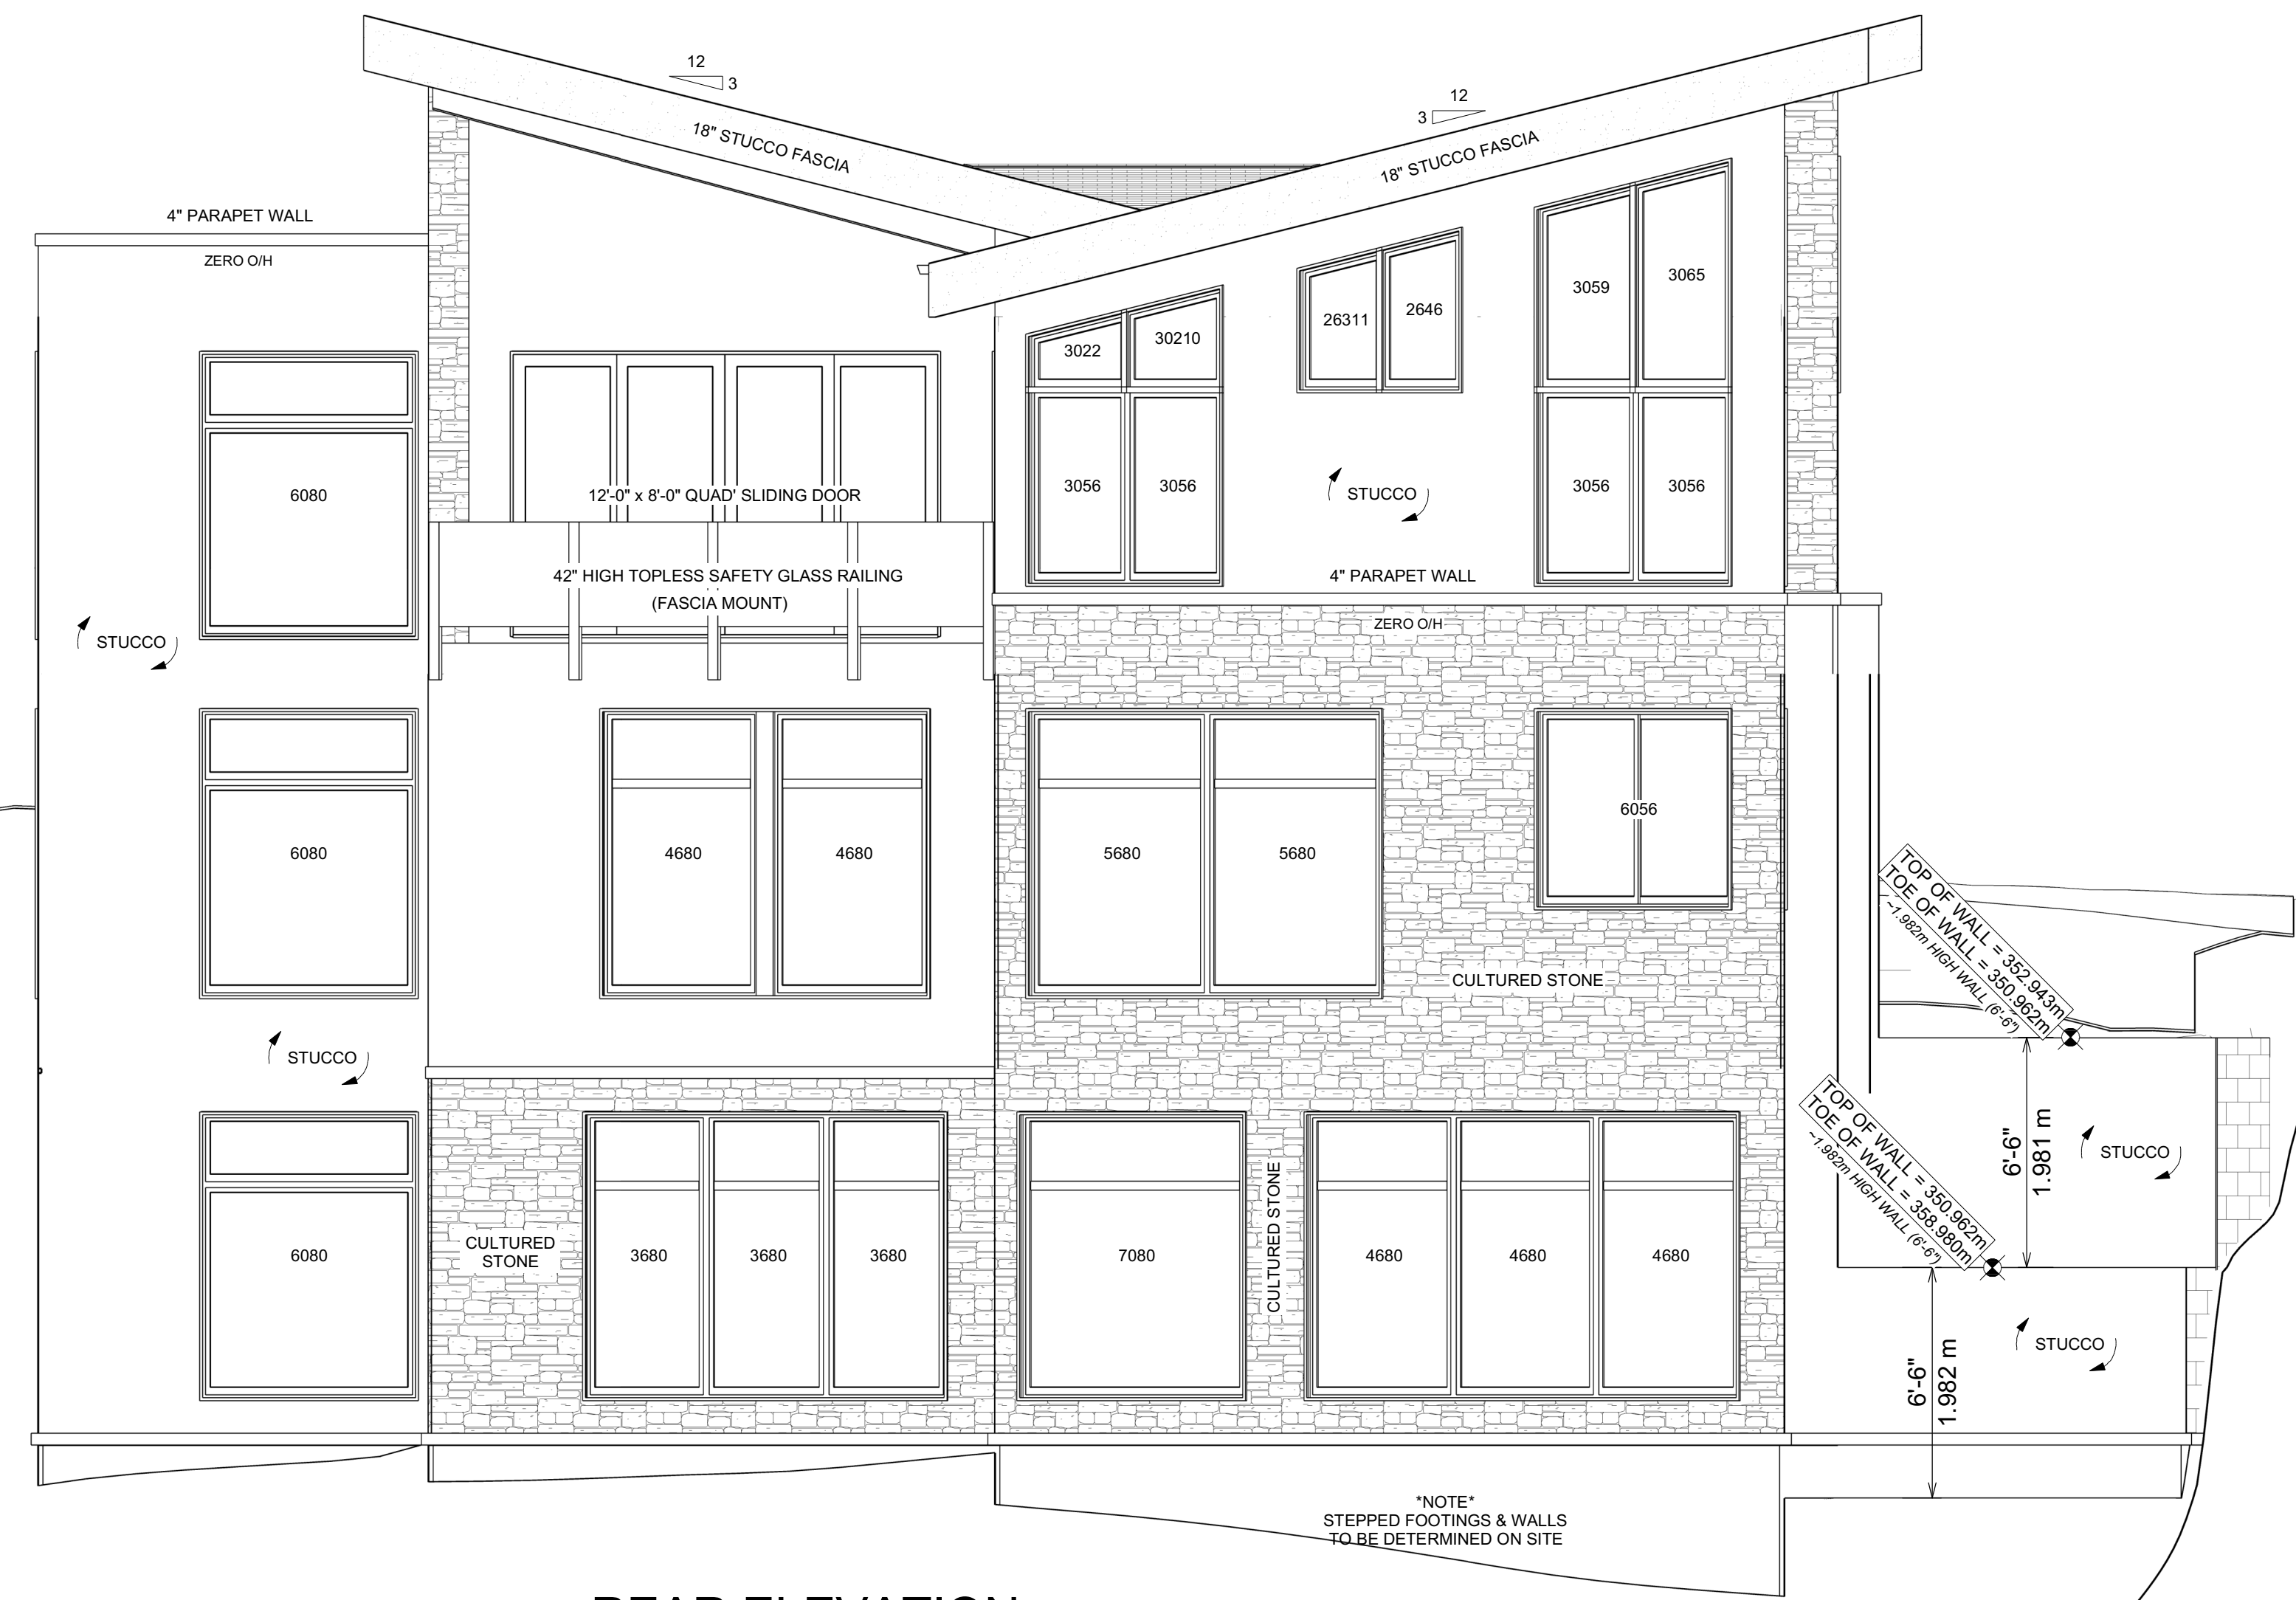 12
3
18" STUCCO FASCIA
12
3
18" STUCCO FASCIA
4" PARAPET WALL
ZERO O/H
3059
3065
26311
2646
3022
30210
6080
12'-0" x 8'-0" QUAD' SLIDING DOOR
3056
3056
STUCCO
3056
3056
42" HIGH TOPLESS SAFETY GLASS RAILING
(FASCIA MOUNT)
4" PARAPET WALL
ZERO O/H
STUCCO
6080
4680
4680
5680
5680
6056
CULTURED STONE
TOP OF WALL = 352.943m
TOE OF WALL = 350.962m
~1.982m HIGH WALL (6'-6")
STUCCO
TOP OF WALL = 350.962m
TOE OF WALL = 358.980m
~1.982m HIGH WALL (6'-6")
6'-6"
1.981 m
STUCCO
6080
CULTURED
STONE
3680
3680
3680
7080
CULTURED STONE
4680
4680
4680
6'-6"
1.982 m
STUCCO
*NOTE*
STEPPED FOOTINGS & WALLS
TO BE DETERMINED ON SITE
REAR ELEVATION